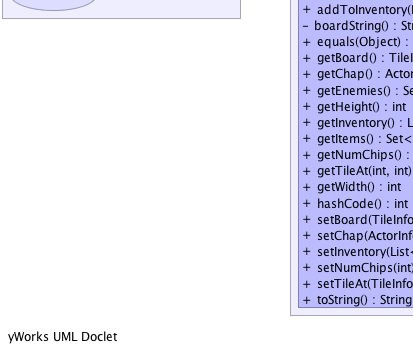 + addToInventory(
− boardString() : St
+ equals(Object) :
+ getBoard() : TileI
+ getChap() : Actor
+ getEnemies() : Se
+ getHeight() : int
+ getInventory() : L
+ getItems() : Set<
+ getNumChips() :
+ getTileAt(int, int)
+ getWidth() : int
+ hashCode() : int
+ setBoard(TileInfo
+ setChap(ActorInf
+ setInventory(List<
+ setNumChips(int)
+ setTileAt(TileInfo
+ toString() : String
yWorks UML Doclet